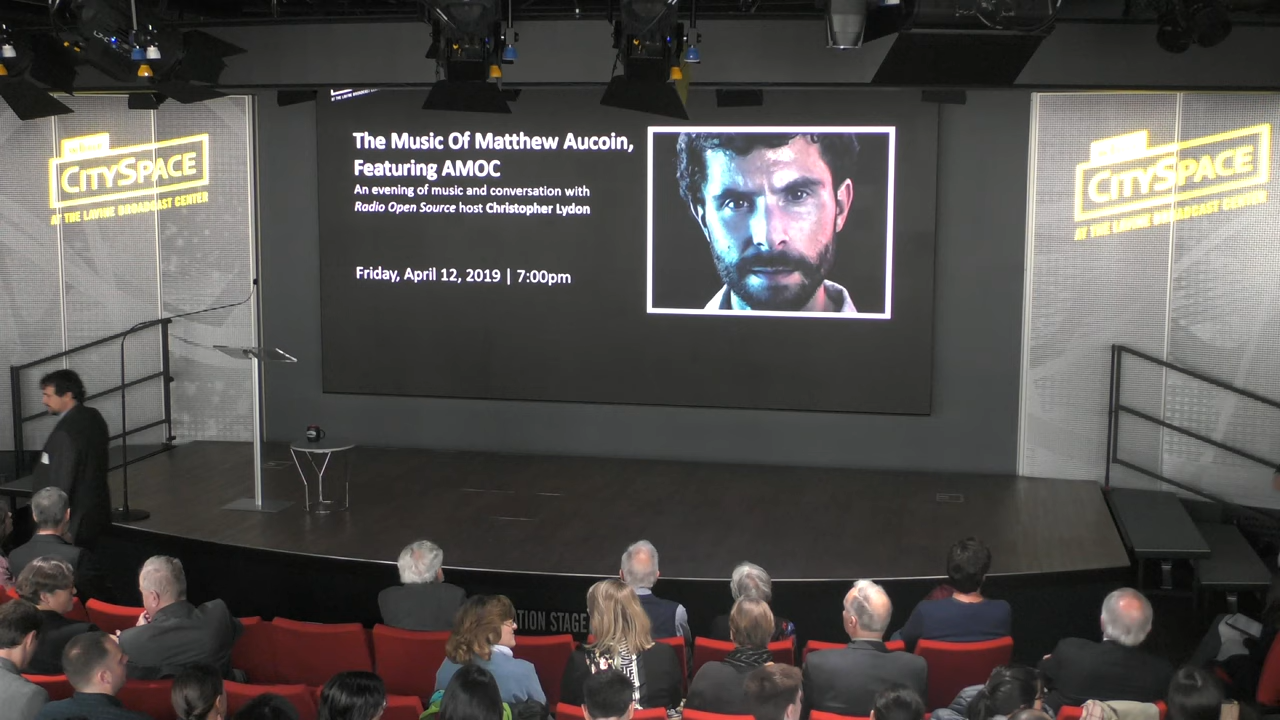 The Music Of Matthew Aucoin,
Featuring AMOC
An evening of music and conversation with
Radio Open Source host Christopher Lydon
Friday, April 12, 2019 | 7:00pm
CITYSPACE
AT THE LAVINE BROADCAST CENTER
CITYSPACE
AT THE LAVINE BROADCAST CENTER
STAGE